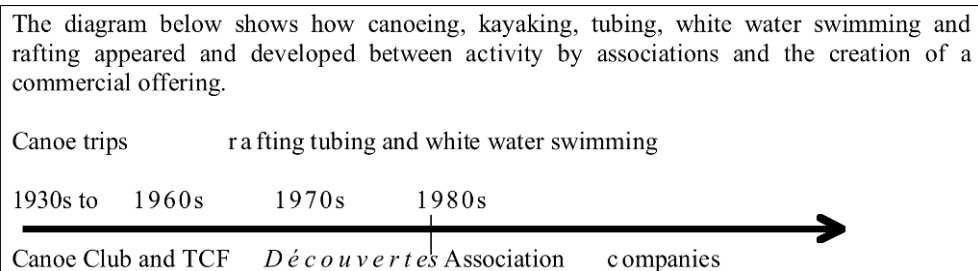 The diagram below shows how canoeing, kayaking, tubing, white water swimming and
rafting appeared and developed between activity by associations and the creation of a
commercial offering.
Canoe trips rafting tubing and white water swimming
1930s to 1960s 1970s 1980s
Canoe Club and TCF Découvertes Association companies